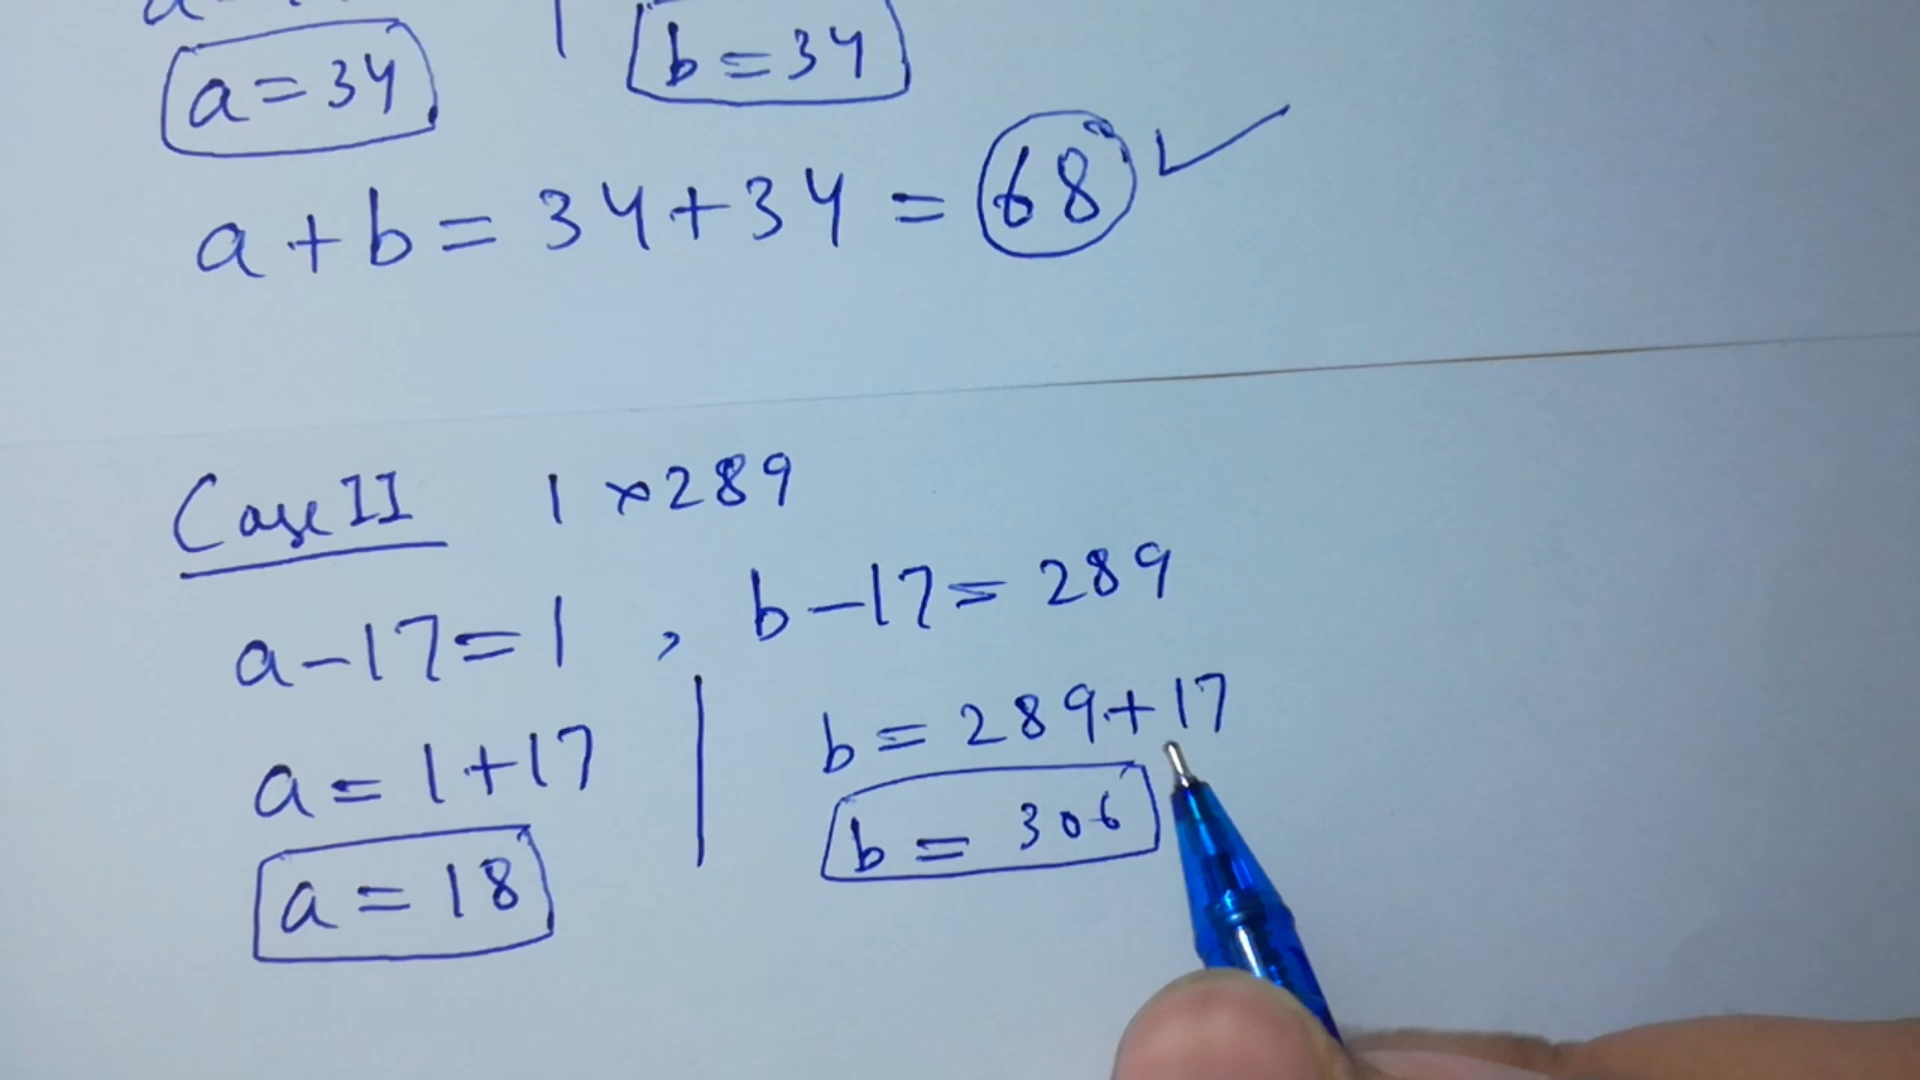 a=34 b=34
a+b=34+34=68 ✓
Case II 1×289
a-17=1, b-17=289
a=1+17 b=289+17
a=18 b=306